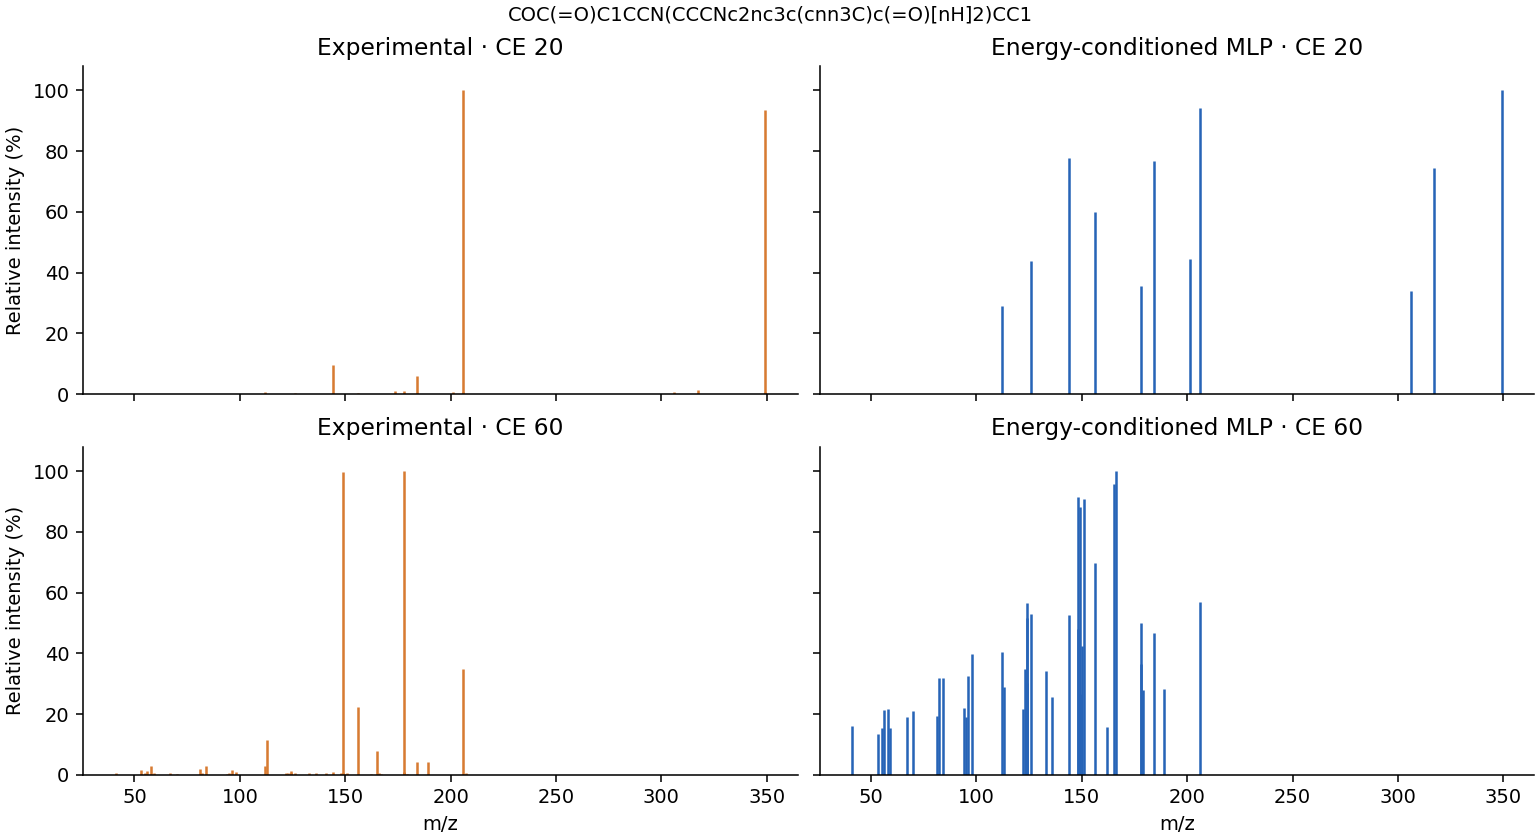 COC(=O)C1CCN(CCCNc2nc3c(cnn3C)c(=O)[nH]2)CC1
Experimental · CE 20
Energy-conditioned MLP · CE 20
Relative intensity (%)
100
80
60
40
20
0
Experimental · CE 60
Energy-conditioned MLP · CE 60
Relative intensity (%)
100
80
60
40
20
0
50 100 150 200 250 300 350
50 100 150 200 250 300 350
m/z
m/z